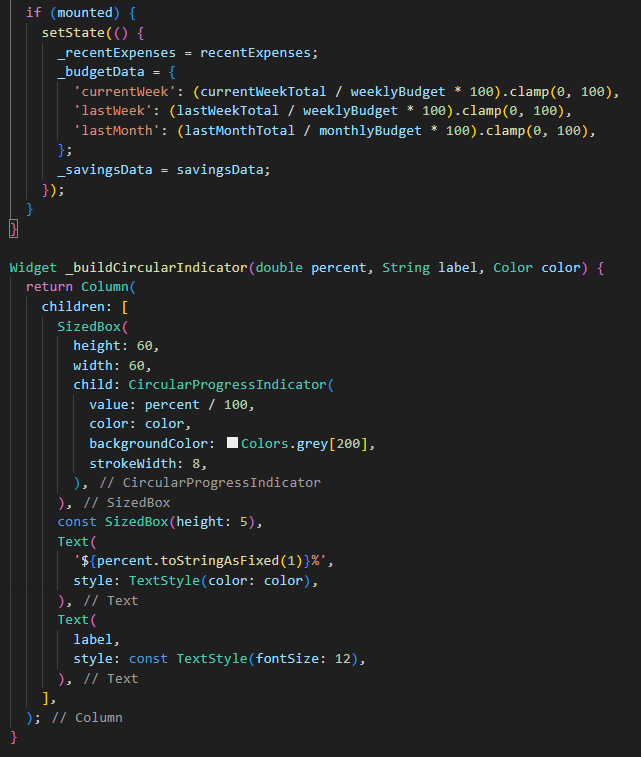 if (mounted) {
setState(() {
_recentExpenses = recentExpenses;
_budgetData = {
'currentWeek': (currentWeekTotal / weeklyBudget * 100).clamp(0, 100),
'lastWeek': (lastWeekTotal / weeklyBudget * 100).clamp(0, 100),
'lastMonth': (lastMonthTotal / monthlyBudget * 100).clamp(0, 100),
};
_savingsData = savingsData;
});
}
}
Widget _buildCircularIndicator(double percent, String label, Color color) {
return Column(
children: [
SizedBox(
height: 60,
width: 60,
child: CircularProgressIndicator(
value: percent / 100,
color: color,
backgroundColor: Colors.grey[200],
strokeWidth: 8,
), // CircularProgressIndicator
), // SizedBox
const SizedBox(height: 5),
Text(
'${percent.toStringAsFixed(1)}%',
style: TextStyle(color: color),
), // Text
Text(
label,
style: const TextStyle(fontSize: 12),
), // Text
],
); // Column
}